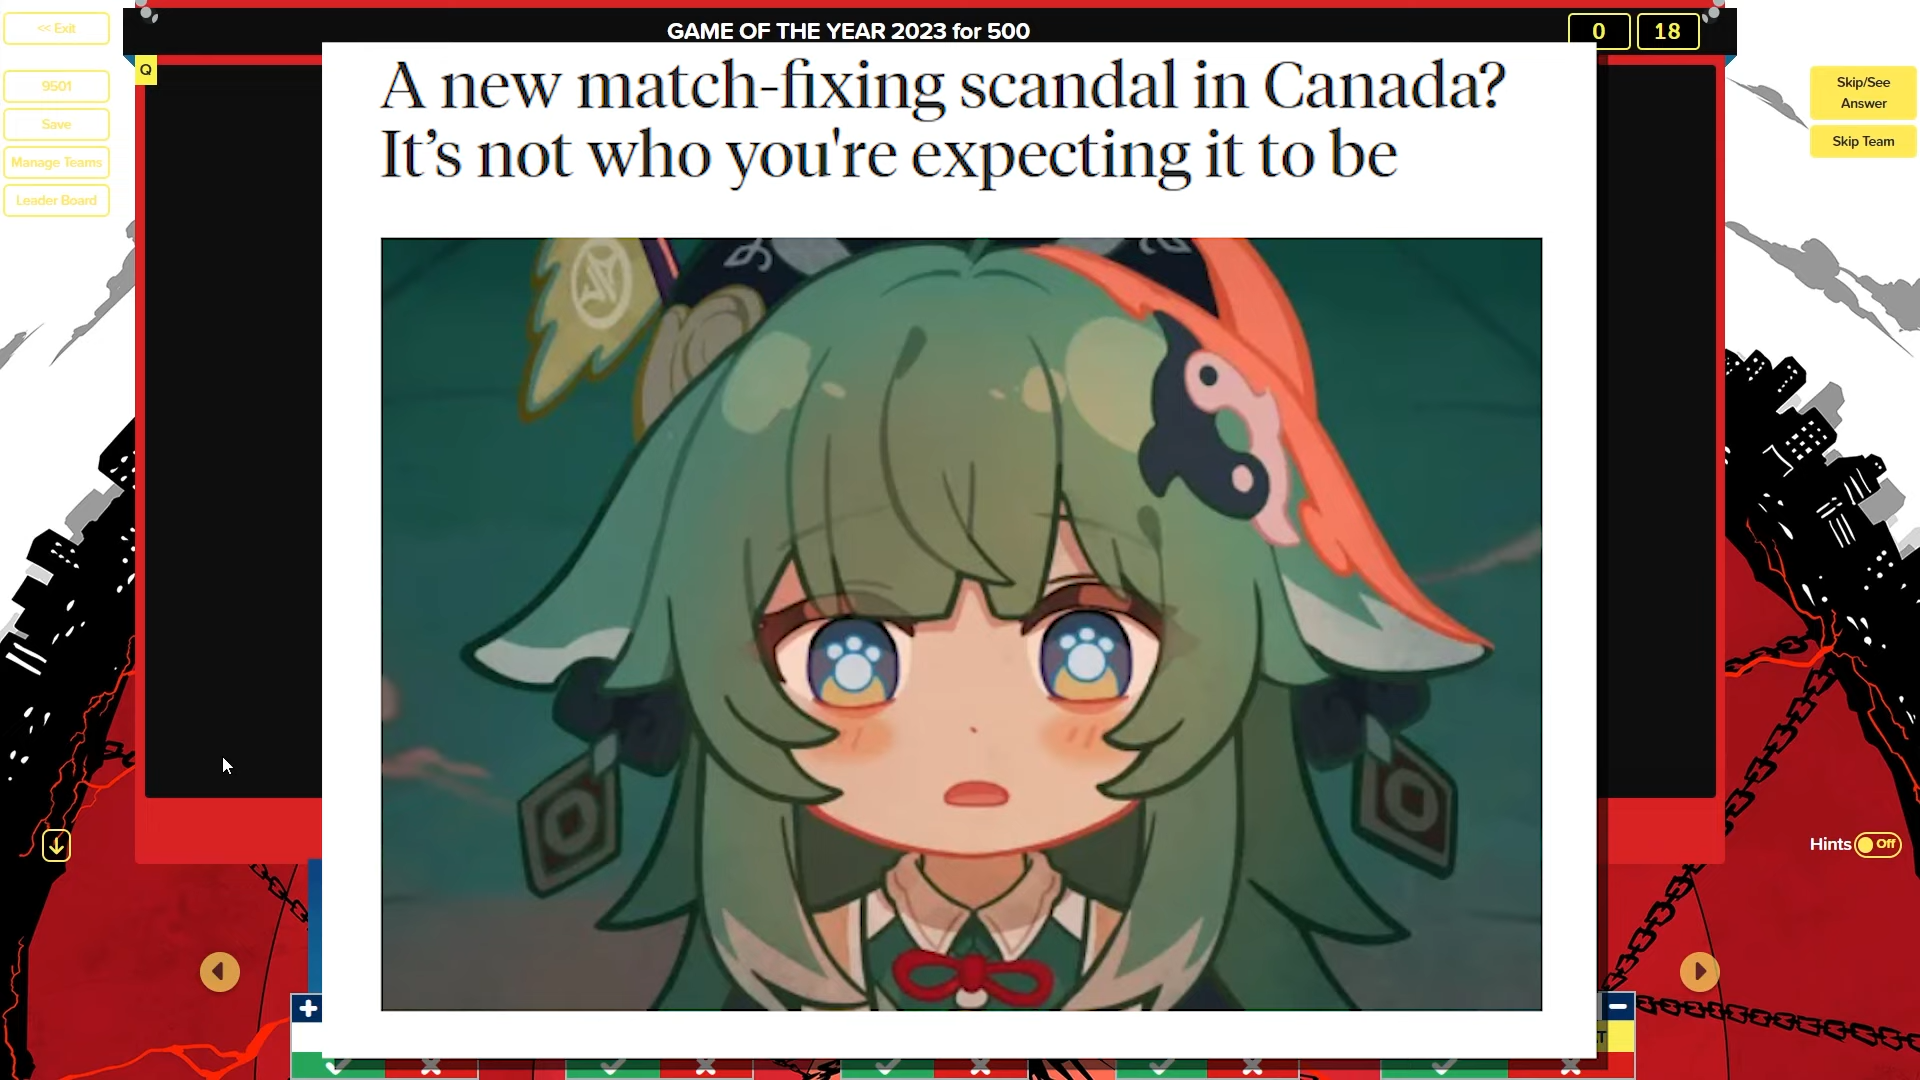 << Exit
GAME OF THE YEAR 2023 for 500
0
18
Q
9501
Save
Manage Teams
Leader Board
Skip/See
Answer
Skip Team
A new match-fixing scandal in Canada?
It’s not who you're expecting it to be
Hints
Off